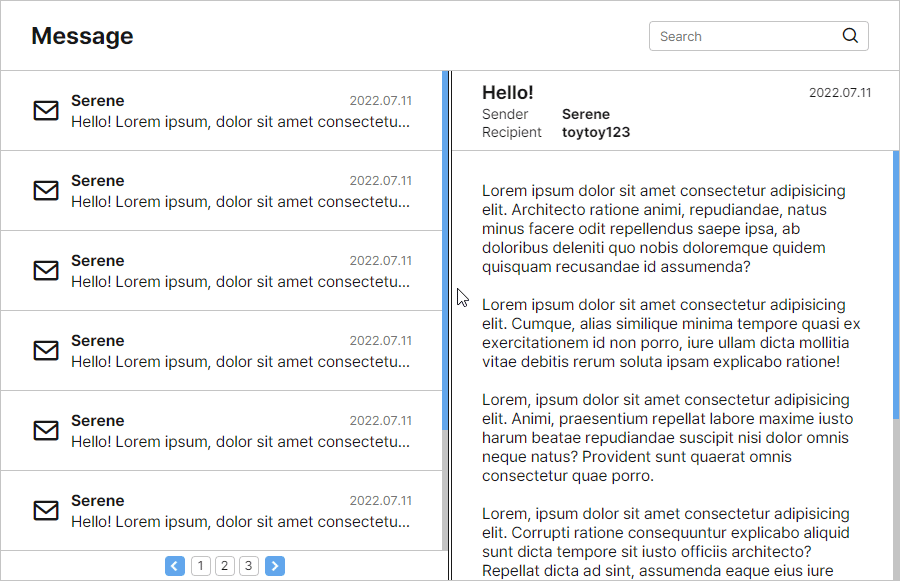 Message
Search
Serene 2022.07.11
Hello! Lorem ipsum, dolor sit amet consectetu...
Serene 2022.07.11
Hello! Lorem ipsum, dolor sit amet consectetu...
Serene 2022.07.11
Hello! Lorem ipsum, dolor sit amet consectetu...
Serene 2022.07.11
Hello! Lorem ipsum, dolor sit amet consectetu...
Serene 2022.07.11
Hello! Lorem ipsum, dolor sit amet consectetu...
Serene 2022.07.11
Hello! Lorem ipsum, dolor sit amet consectetu...
1 2 3
Hello! 2022.07.11
Sender Serene
Recipient toytoy123
Lorem ipsum dolor sit amet consectetur adipisicing
elit. Architecto ratione animi, repudiandae, natus
minus facere odit repellendus saepe ipsa, ab
doloribus deleniti quo nobis doloremque quidem
quisquam recusandae id assumenda?
Lorem ipsum dolor sit amet consectetur adipisicing
elit. Cumque, alias similique minima tempore quasi ex
exercitationem id non porro, iure ullam dicta mollitia
vitae debitis rerum soluta ipsam explicabo ratione!
Lorem, ipsum dolor sit amet consectetur adipisicing
elit. Animi, praesentium repellat labore maxime iusto
harum beatae repudiandae suscipit nisi dolor omnis
neque natus? Provident sunt quaerat omnis
consectetur quae porro.
Lorem, ipsum dolor sit amet consectetur adipisicing
elit. Corrupti ratione consequuntur explicabo aliquid
sunt dicta tempore sit iusto officiis architecto?
Repellat dicta ad sint, assumenda eaque eius iure